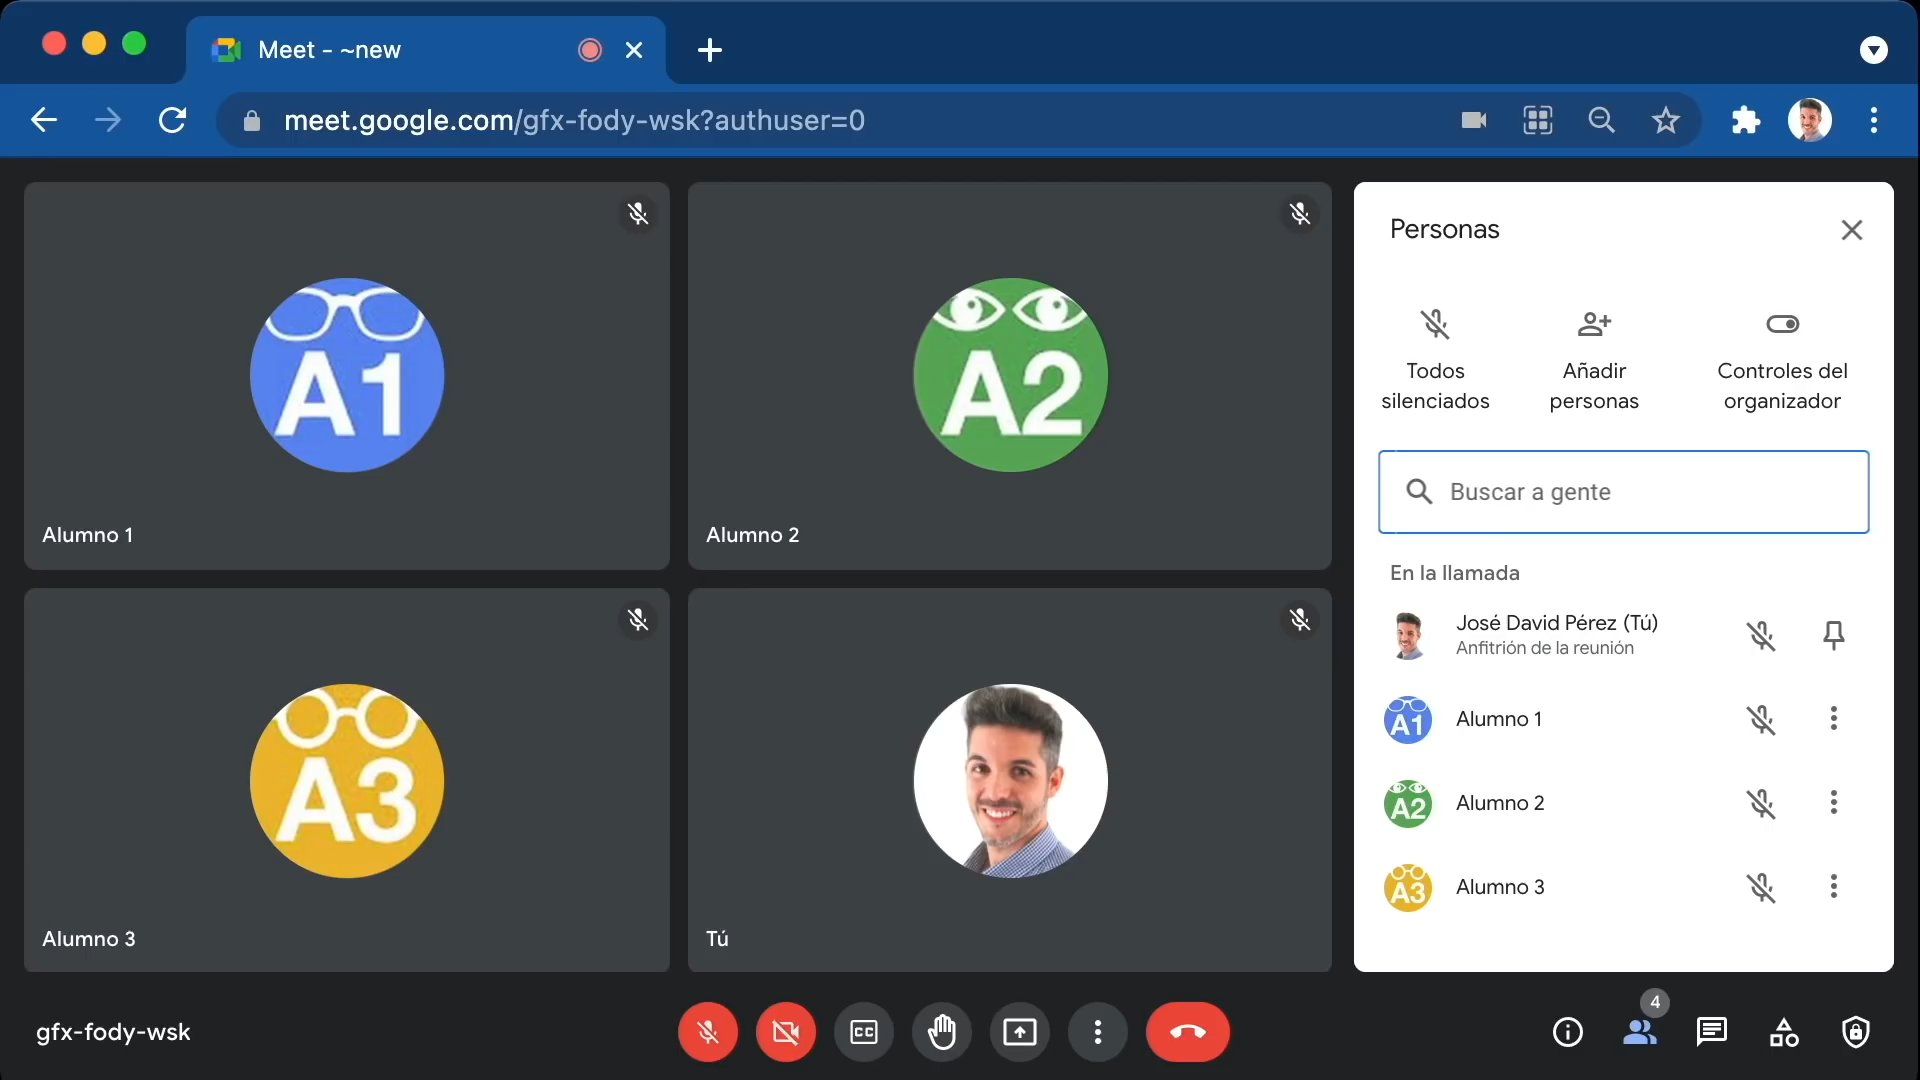 Meet - ~new
meet.google.com/gfx-fody-wsk?authuser=0
A1
Alumno 1
A2
Alumno 2
A3
Alumno 3
Tú
Personas
Todos silenciados
Añadir personas
Controles del organizador
Buscar a gente
En la llamada
José David Pérez (Tú)
Anfitrión de la reunión
A1
Alumno 1
A2
Alumno 2
A3
Alumno 3
gfx-fody-wsk
CC
4